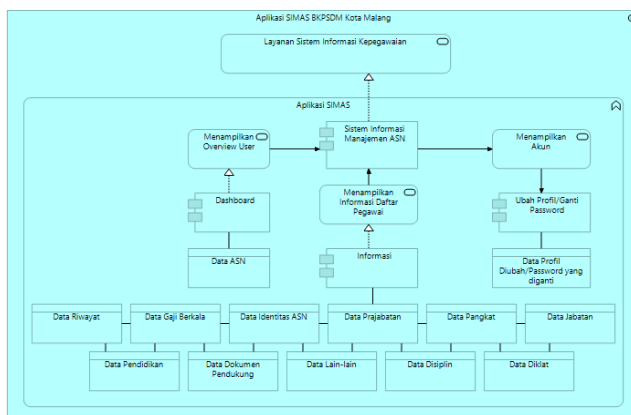 Aplikasi SIMAS BKPSDM Kota Malang
Layanan Sistem Informasi Kepegawaian
Aplikasi SIMAS
Menampilkan
Overview User
Sistem Informasi
Manajemen ASN
Menampilkan
Akun
Dashboard
Menampilkan
Informasi Daftar
Pegawai
Ubah Profil/Ganti
Password
Data ASN
Informasi
Data Profil
Diubah/Password yang
diganti
Data Riwayat
Data Gaji Berkala
Data Identitas ASN
Data Prajabatan
Data Pangkat
Data Jabatan
Data Pendidikan
Data Dokumen
Pendukung
Data Lain-lain
Data Disiplin
Data Diklat